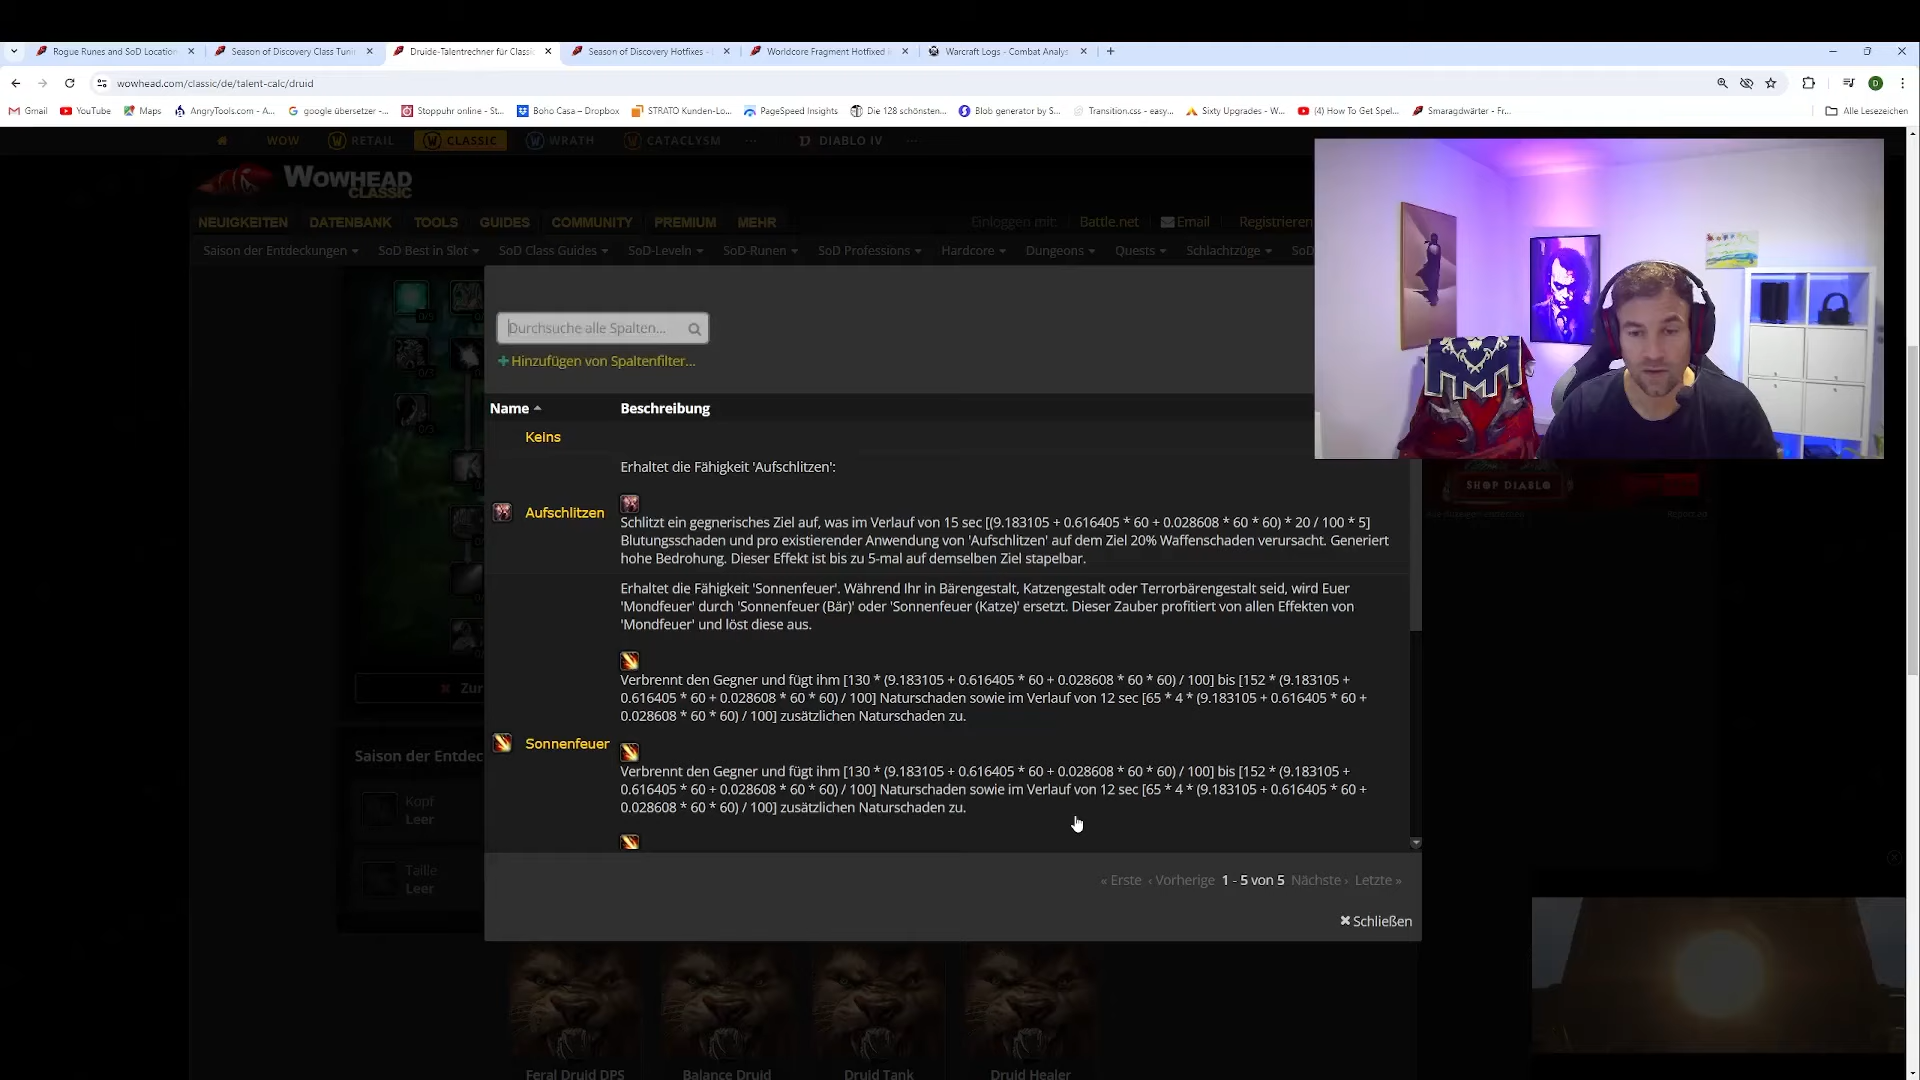 Rogue Runes and SoD Location
Season of Discovery Class Tuni
Druide-Talentrechner für Classic
Season of Discovery Hotfixes -
Worldcore Fragment Hotfixed i
Warcraft Logs - Combat Analys
wowhead.com/classic/de/talent-calc/druid
D
Gmail
YouTube
Maps
AngryTools.com - A...
google übersetzer -...
Stoppuhr online - St...
Boho Casa – Dropbox
STRATO Kunden-Lo...
PageSpeed Insights
Die 128 schönsten...
Blob generator by S...
Transition.css - easy...
Sixty Upgrades - W...
(4) How To Get Spel...
Smaragdwärter - Fr...
Alle Lesezeichen
WOW
RETAIL
CLASSIC
WRATH
CATACLYSM
DIABLO IV
WOWHEAD
CLASSIC
NEUIGKEITEN
DATENBANK
TOOLS
GUIDES
COMMUNITY
PREMIUM
MEHR
Einloggen mit:
Battle.net
Email
Registrieren
Saison der Entdeckungen
SoD Best in Slot
SoD Class Guides
SoD-Leveln
SoD-Runen
SoD Professions
Hardcore
Dungeons
Quests
Schlachtzüge
SoD
Durchsuche alle Spalten...
+Hinzufügen von Spaltenfilter...
Name
Beschreibung
Keins
Erhaltet die Fähigkeit 'Aufschlitzen':
Aufschlitzen
Schlitzt ein gegnerisches Ziel auf, was im Verlauf von 15 sec [(9.183105 + 0.616405 * 60 + 0.028608 * 60 * 60) * 20 / 100 * 5]
Blutungsschaden und pro existierender Anwendung von 'Aufschlitzen' auf dem Ziel 20% Waffenschaden verursacht. Generiert
hohe Bedrohung. Dieser Effekt ist bis zu 5-mal auf demselben Ziel stapelbar.
Erhaltet die Fähigkeit 'Sonnenfeuer'. Während Ihr in Bärengestalt, Katzengestalt oder Terrorbärengestalt seid, wird Euer
'Mondfeuer' durch 'Sonnenfeuer (Bär)' oder 'Sonnenfeuer (Katze)' ersetzt. Dieser Zauber profitiert von allen Effekten von
'Mondfeuer' und löst diese aus.
Verbrennt den Gegner und fügt ihm [130 * (9.183105 + 0.616405 * 60 + 0.028608 * 60 * 60) / 100] bis [152 * (9.183105 +
0.616405 * 60 + 0.028608 * 60 * 60) / 100] Naturschaden sowie im Verlauf von 12 sec [65 * 4 * (9.183105 + 0.616405 * 60 +
0.028608 * 60 * 60) / 100] zusätzlichen Naturschaden zu.
Sonnenfeuer
Verbrennt den Gegner und fügt ihm [130 * (9.183105 + 0.616405 * 60 + 0.028608 * 60 * 60) / 100] bis [152 * (9.183105 +
0.616405 * 60 + 0.028608 * 60 * 60) / 100] Naturschaden sowie im Verlauf von 12 sec [65 * 4 * (9.183105 + 0.616405 * 60 +
0.028608 * 60 * 60) / 100] zusätzlichen Naturschaden zu.
« Erste ‹ Vorherige 1 - 5 von 5 Nächste › Letzte »
Schließen
Zur
Saison der Entdec
Kopf
Leer
Taille
Leer
SHOP DIABLO
Feral Druid DPS
Balance Druid
Druid Tank
Druid Healer